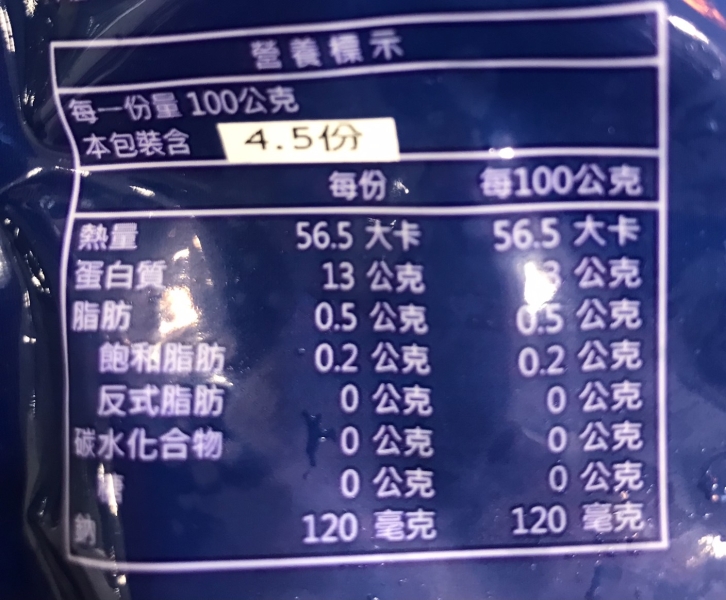 營養標示
每一份量 100公克
本包裝含 4.5份
每份 每100公克
熱量 56.5 大卡 56.5 大卡
蛋白質 13 公克 13 公克
脂肪 0.5 公克 0.5 公克
飽和脂肪 0.2 公克 0.2 公克
反式脂肪 0 公克 0 公克
碳水化合物 0 公克 0 公克
糖 0 公克 0 公克
鈉 120 毫克 120 毫克